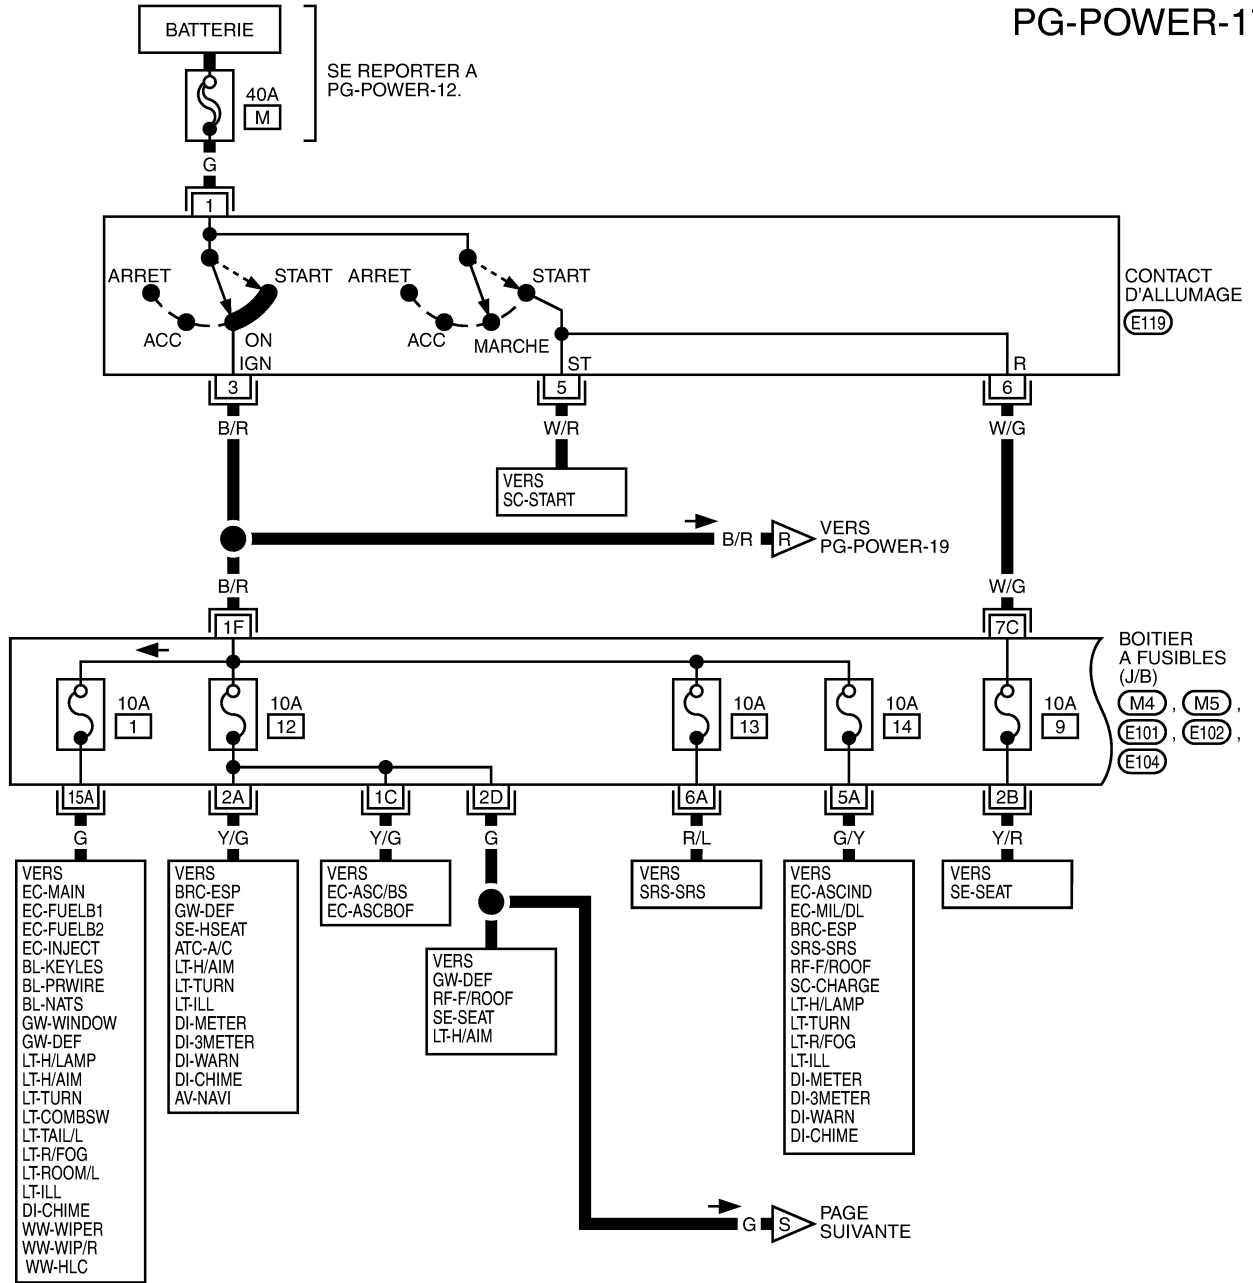 PG-POWER-17
BATTERIE
SE REPORTER A
PG-POWER-12.
40A
M
G
1
ARRET
START
ACC
ON
IGN
ARRET
START
ACC
MARCHE
ST
R
CONTACT
D'ALLUMAGE
E119
3
5
6
B/R
W/R
W/G
VERS
SC-START
B/R
R
VERS
PG-POWER-19
B/R
W/G
1F
7C
BOITIER
A FUSIBLES
(J/B)
M4 , M5 ,
E101 , E102 ,
E104
10A
1
10A
12
10A
13
10A
14
10A
9
15A
2A
1C
2D
6A
5A
2B
G
Y/G
Y/G
G
R/L
G/Y
Y/R
VERS
EC-MAIN
EC-FUELB1
EC-FUELB2
EC-INJECT
BL-KEYLES
BL-PRWIRE
BL-NATS
GW-WINDOW
GW-DEF
LT-H/LAMP
LT-H/AIM
LT-TURN
LT-COMBSW
LT-TAIL/L
LT-R/FOG
LT-ROOM/L
LT-ILL
DI-CHIME
WW-WIPER
WW-WIP/R
WW-HLC
VERS
BRC-ESP
GW-DEF
SE-HSEAT
ATC-A/C
LT-H/AIM
LT-TURN
LT-ILL
DI-METER
DI-3METER
DI-WARN
DI-CHIME
AV-NAVI
VERS
EC-ASC/BS
EC-ASCBOF
VERS
GW-DEF
RF-F/ROOF
SE-SEAT
LT-H/AIM
VERS
SRS-SRS
VERS
EC-ASCIND
EC-MIL/DL
BRC-ESP
SRS-SRS
RF-F/ROOF
SC-CHARGE
LT-H/LAMP
LT-TURN
LT-R/FOG
LT-ILL
DI-METER
DI-3METER
DI-WARN
DI-CHIME
VERS
SE-SEAT
G
S
PAGE
SUIVANTE